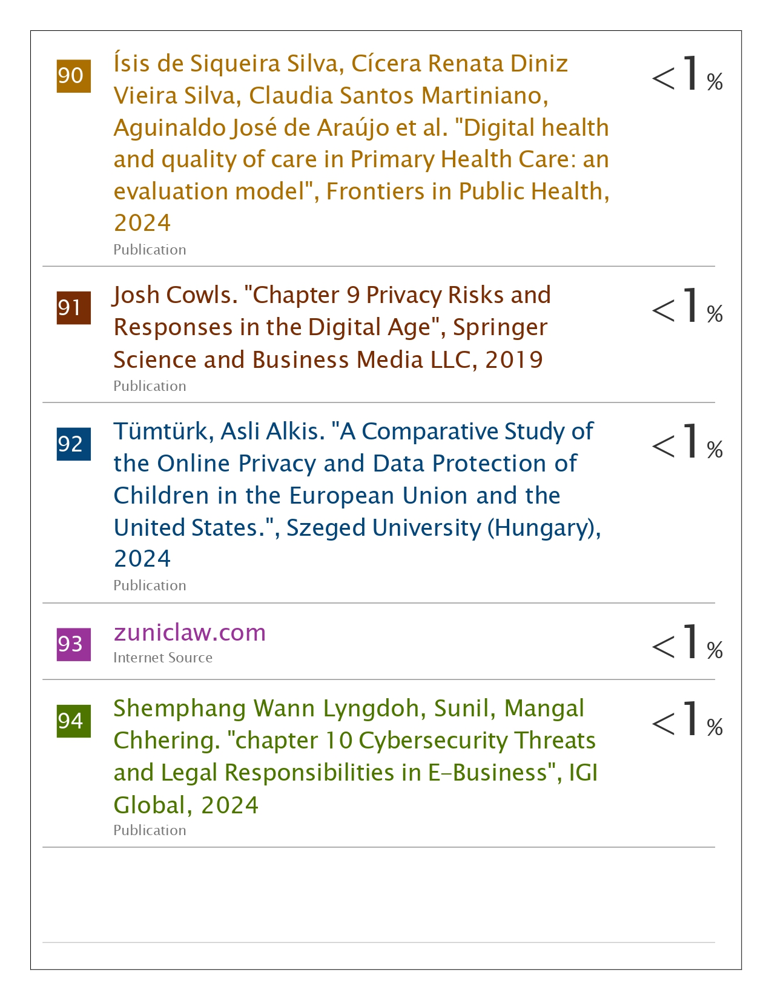 90
Ísis de Siqueira Silva, Cícera Renata Diniz
Vieira Silva, Claudia Santos Martiniano,
Aguinaldo José de Araújo et al. "Digital health
and quality of care in Primary Health Care: an
evaluation model", Frontiers in Public Health,
2024
Publication
<1%
91
Josh Cowls. "Chapter 9 Privacy Risks and
Responses in the Digital Age", Springer
Science and Business Media LLC, 2019
Publication
<1%
92
Tümtürk, Asli Alkis. "A Comparative Study of
the Online Privacy and Data Protection of
Children in the European Union and the
United States.", Szeged University (Hungary),
2024
Publication
<1%
93
zuniclaw.com
Internet Source
<1%
94
Shemphang Wann Lyngdoh, Sunil, Mangal
Chhering. "chapter 10 Cybersecurity Threats
and Legal Responsibilities in E-Business", IGI
Global, 2024
Publication
<1%